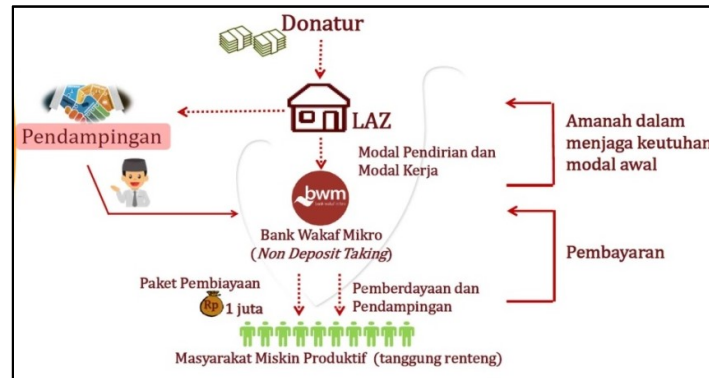 Donatur
LAZ
Pendampingan
Modal Pendirian dan
Modal Kerja
Amanah dalam
menjaga keutuhan
modal awal
bwm
Bank Wakaf Mikro
(Non Deposit Taking)
Pembayaran
Paket Pembiayaan
Rp 1 juta
Pemberdayaan dan
Pendampingan
Masyarakat Miskin Produktif (tanggung renteng)